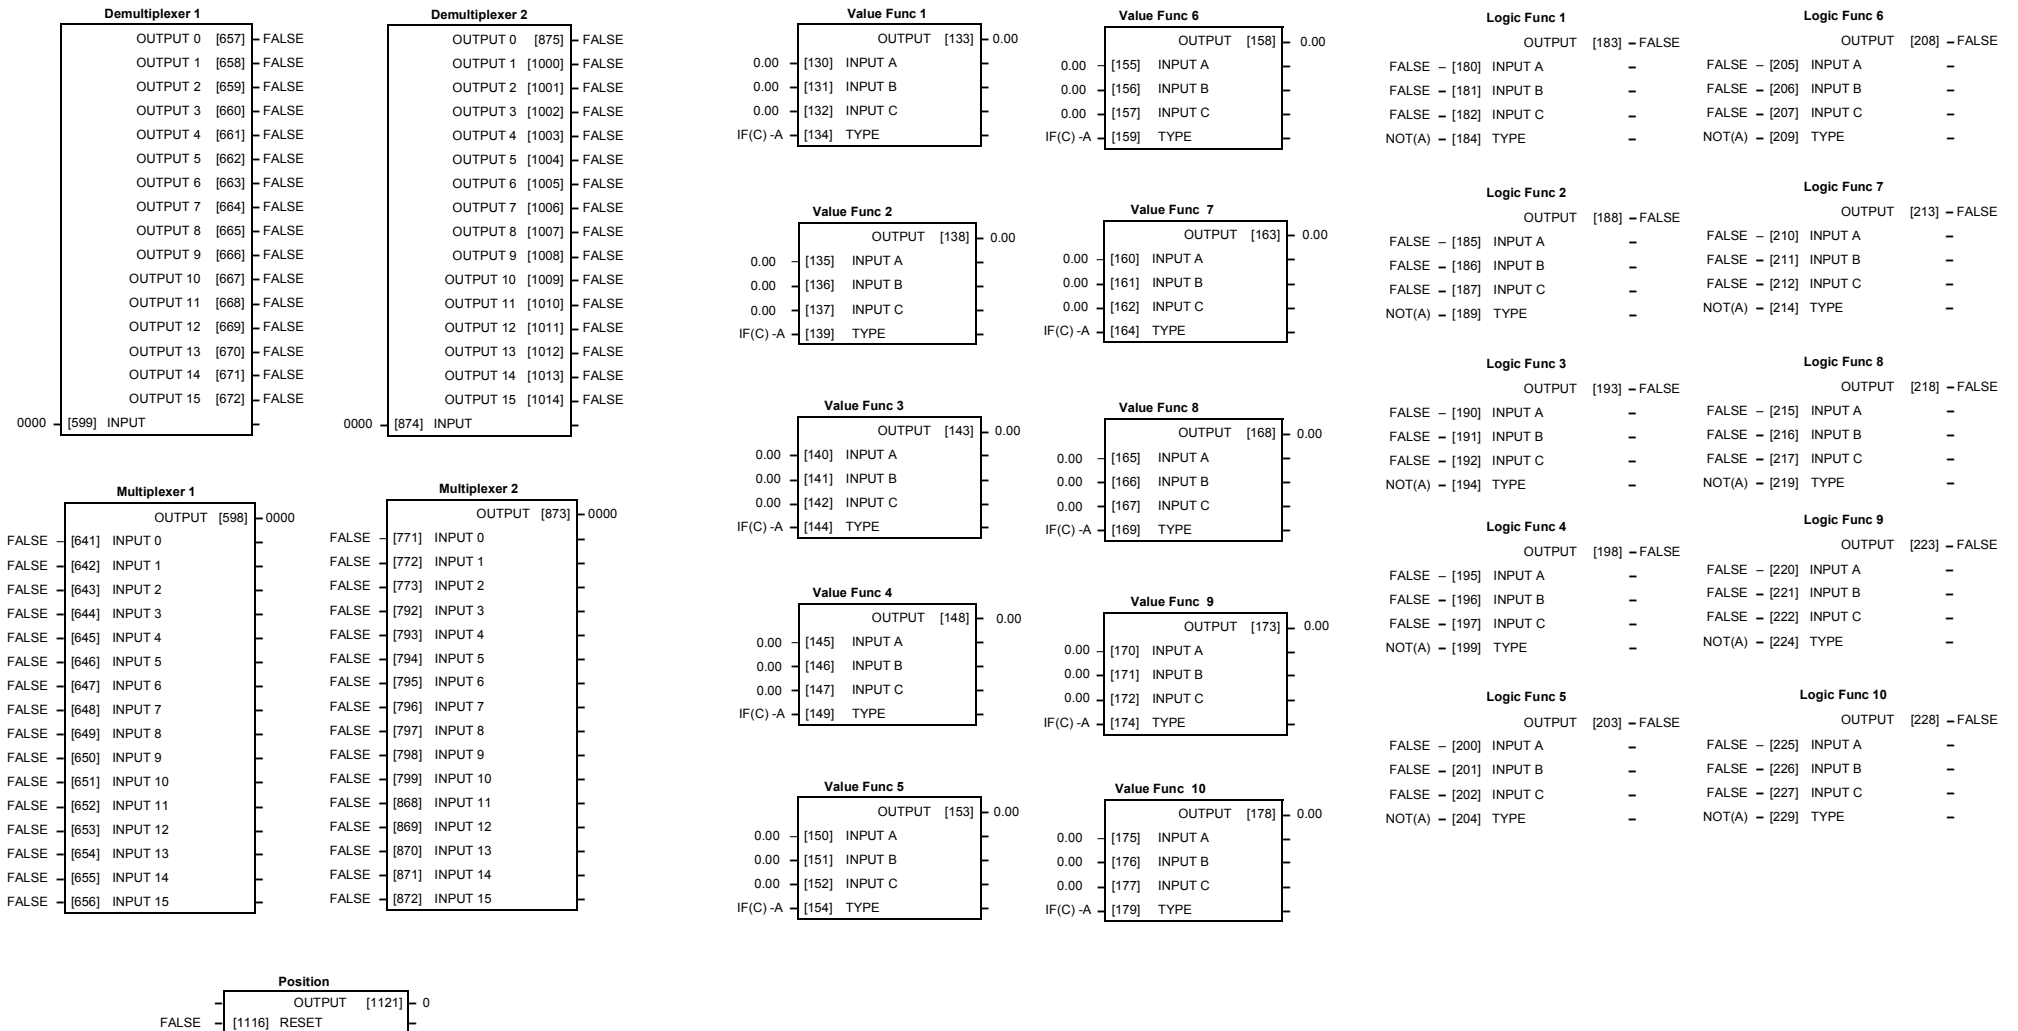 Demultiplexer 1
OUTPUT 0 [657] FALSE
OUTPUT 1 [658] FALSE
OUTPUT 2 [659] FALSE
OUTPUT 3 [660] FALSE
OUTPUT 4 [661] FALSE
OUTPUT 5 [662] FALSE
OUTPUT 6 [663] FALSE
OUTPUT 7 [664] FALSE
OUTPUT 8 [665] FALSE
OUTPUT 9 [666] FALSE
OUTPUT 10 [667] FALSE
OUTPUT 11 [668] FALSE
OUTPUT 12 [669] FALSE
OUTPUT 13 [670] FALSE
OUTPUT 14 [671] FALSE
OUTPUT 15 [672] FALSE
0000 [599] INPUT
Demultiplexer 2
OUTPUT 0 [875] FALSE
OUTPUT 1 [1000] FALSE
OUTPUT 2 [1001] FALSE
OUTPUT 3 [1002] FALSE
OUTPUT 4 [1003] FALSE
OUTPUT 5 [1004] FALSE
OUTPUT 6 [1005] FALSE
OUTPUT 7 [1006] FALSE
OUTPUT 8 [1007] FALSE
OUTPUT 9 [1008] FALSE
OUTPUT 10 [1009] FALSE
OUTPUT 11 [1010] FALSE
OUTPUT 12 [1011] FALSE
OUTPUT 13 [1012] FALSE
OUTPUT 14 [1013] FALSE
OUTPUT 15 [1014] FALSE
0000 [874] INPUT
Multiplexer 1
OUTPUT [598] 0000
FALSE [641] INPUT 0
FALSE [642] INPUT 1
FALSE [643] INPUT 2
FALSE [644] INPUT 3
FALSE [645] INPUT 4
FALSE [646] INPUT 5
FALSE [647] INPUT 6
FALSE [648] INPUT 7
FALSE [649] INPUT 8
FALSE [650] INPUT 9
FALSE [651] INPUT 10
FALSE [652] INPUT 11
FALSE [653] INPUT 12
FALSE [654] INPUT 13
FALSE [655] INPUT 14
FALSE [656] INPUT 15
Multiplexer 2
OUTPUT [873] 0000
FALSE [771] INPUT 0
FALSE [772] INPUT 1
FALSE [773] INPUT 2
FALSE [792] INPUT 3
FALSE [793] INPUT 4
FALSE [794] INPUT 5
FALSE [795] INPUT 6
FALSE [796] INPUT 7
FALSE [797] INPUT 8
FALSE [798] INPUT 9
FALSE [799] INPUT 10
FALSE [868] INPUT 11
FALSE [869] INPUT 12
FALSE [870] INPUT 13
FALSE [871] INPUT 14
FALSE [872] INPUT 15
Position
OUTPUT [1121] 0
FALSE [1116] RESET
Value Func 1
OUTPUT [133] 0.00
0.00 [130] INPUT A
0.00 [131] INPUT B
0.00 [132] INPUT C
IF(C) -A [134] TYPE
Value Func 2
OUTPUT [138] 0.00
0.00 [135] INPUT A
0.00 [136] INPUT B
0.00 [137] INPUT C
IF(C) -A [139] TYPE
Value Func 3
OUTPUT [143] 0.00
0.00 [140] INPUT A
0.00 [141] INPUT B
0.00 [142] INPUT C
IF(C) -A [144] TYPE
Value Func 4
OUTPUT [148] 0.00
0.00 [145] INPUT A
0.00 [146] INPUT B
0.00 [147] INPUT C
IF(C) -A [149] TYPE
Value Func 5
OUTPUT [153] 0.00
0.00 [150] INPUT A
0.00 [151] INPUT B
0.00 [152] INPUT C
IF(C) -A [154] TYPE
Value Func 6
OUTPUT [158] 0.00
0.00 [155] INPUT A
0.00 [156] INPUT B
0.00 [157] INPUT C
IF(C) -A [159] TYPE
Value Func 7
OUTPUT [163] 0.00
0.00 [160] INPUT A
0.00 [161] INPUT B
0.00 [162] INPUT C
IF(C) -A [164] TYPE
Value Func 8
OUTPUT [168] 0.00
0.00 [165] INPUT A
0.00 [166] INPUT B
0.00 [167] INPUT C
IF(C) -A [169] TYPE
Value Func 9
OUTPUT [173] 0.00
0.00 [170] INPUT A
0.00 [171] INPUT B
0.00 [172] INPUT C
IF(C) -A [174] TYPE
Value Func 10
OUTPUT [178] 0.00
0.00 [175] INPUT A
0.00 [176] INPUT B
0.00 [177] INPUT C
IF(C) -A [179] TYPE
Logic Func 1
OUTPUT [183] FALSE
FALSE [180] INPUT A
FALSE [181] INPUT B
FALSE [182] INPUT C
NOT(A) [184] TYPE
Logic Func 2
OUTPUT [188] FALSE
FALSE [185] INPUT A
FALSE [186] INPUT B
FALSE [187] INPUT C
NOT(A) [189] TYPE
Logic Func 3
OUTPUT [193] FALSE
FALSE [190] INPUT A
FALSE [191] INPUT B
FALSE [192] INPUT C
NOT(A) [194] TYPE
Logic Func 4
OUTPUT [198] FALSE
FALSE [195] INPUT A
FALSE [196] INPUT B
FALSE [197] INPUT C
NOT(A) [199] TYPE
Logic Func 5
OUTPUT [203] FALSE
FALSE [200] INPUT A
FALSE [201] INPUT B
FALSE [202] INPUT C
NOT(A) [204] TYPE
Logic Func 6
OUTPUT [208] FALSE
FALSE [205] INPUT A
FALSE [206] INPUT B
FALSE [207] INPUT C
NOT(A) [209] TYPE
Logic Func 7
OUTPUT [213] FALSE
FALSE [210] INPUT A
FALSE [211] INPUT B
FALSE [212] INPUT C
NOT(A) [214] TYPE
Logic Func 8
OUTPUT [218] FALSE
FALSE [215] INPUT A
FALSE [216] INPUT B
FALSE [217] INPUT C
NOT(A) [219] TYPE
Logic Func 9
OUTPUT [223] FALSE
FALSE [220] INPUT A
FALSE [221] INPUT B
FALSE [222] INPUT C
NOT(A) [224] TYPE
Logic Func 10
OUTPUT [228] FALSE
FALSE [225] INPUT A
FALSE [226] INPUT B
FALSE [227] INPUT C
NOT(A) [229] TYPE